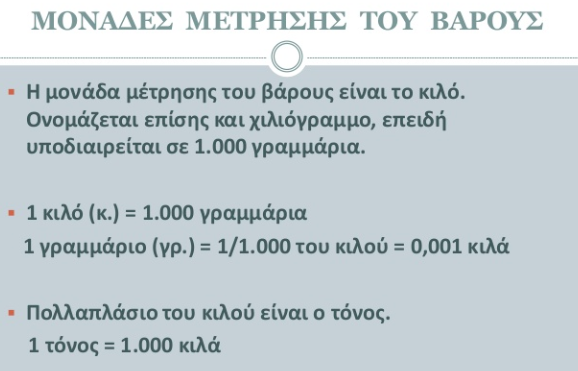 ΜΟΝΑΔΕΣ ΜΕΤΡΗΣΗΣ ΤΟΥ ΒΑΡΟΥΣ
▪ Η μονάδα μέτρησης του βάρους είναι το κιλό.
Ονομάζεται επίσης και χιλιόγραμμο, επειδή
υποδιαιρείται σε 1.000 γραμμάρια.
▪ 1 κιλό (κ.) = 1.000 γραμμάρια
1 γραμμάριο (γρ.) = 1/1.000 του κιλού = 0,001 κιλά
▪ Πολλαπλάσιο του κιλού είναι ο τόνος.
1 τόνος = 1.000 κιλά